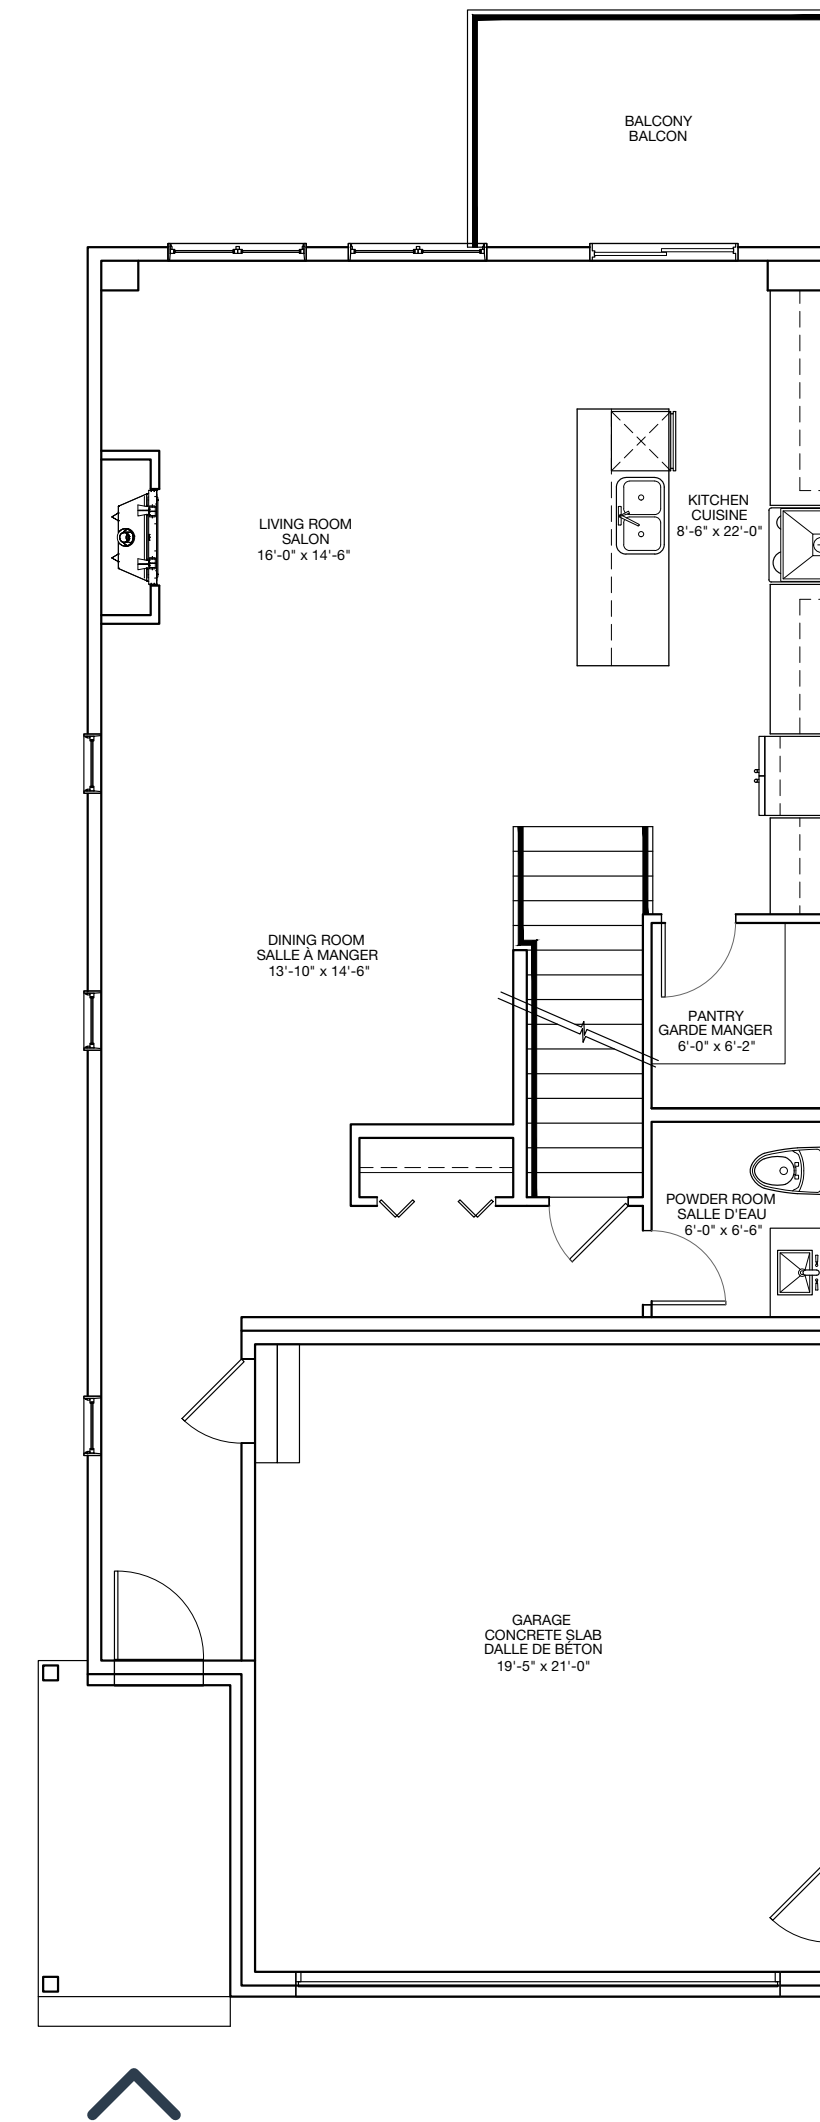 BALCONY
BALCON
KITCHEN
CUISINE
8'-6" x 22'-0"
LIVING ROOM
SALON
16'-0" x 14'-6"
DINING ROOM
SALLE À MANGER
13'-10" x 14'-6"
PANTRY
GARDE MANGER
6'-0" x 6'-2"
POWDER ROOM
SALLE D'EAU
6'-0" x 6'-6"
GARAGE
CONCRETE SLAB
DALLE DE BÉTON
19'-5" x 21'-0"